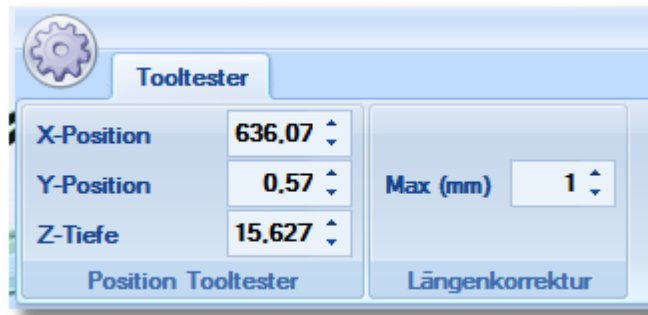 Tooltester
X-Position 636,07
Y-Position 0,57
Z-Tiefe 15,627
Position Tooltester
Max (mm) 1
Längenkorrektur